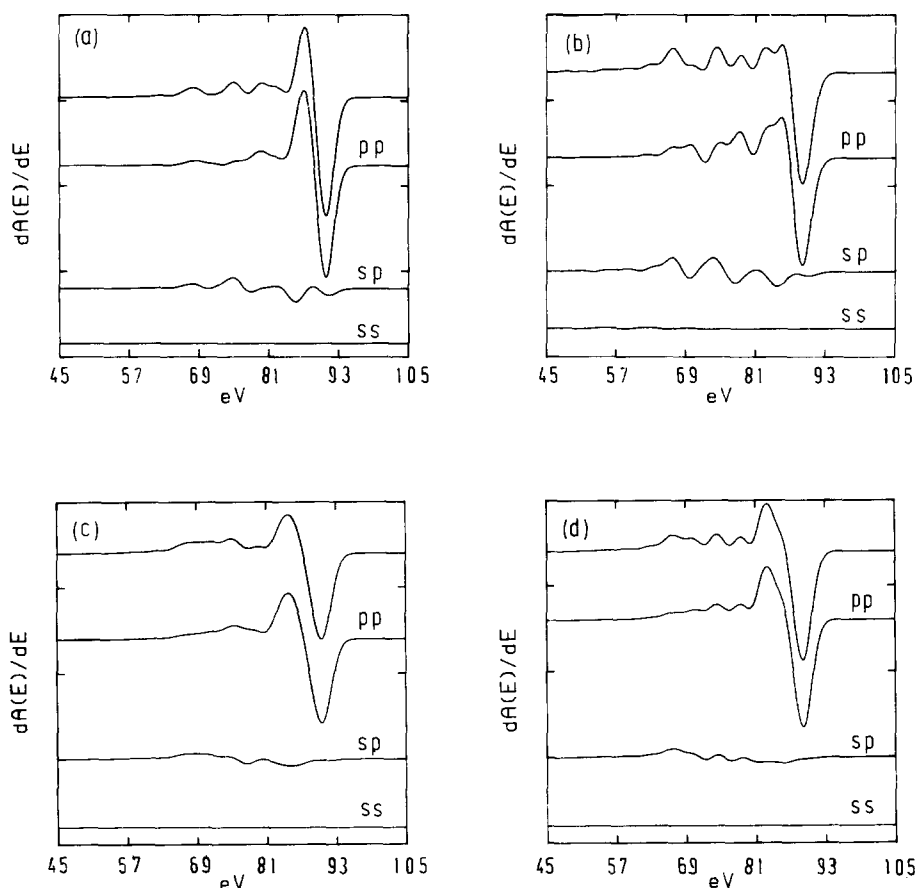 (a)
pp
sp
ss
dA(E)/dE
45 57 69 81 93 105
eV
(b)
pp
sp
ss
dA(E)/dE
45 57 69 81 93 105
eV
(c)
pp
sp
ss
dA(E)/dE
45 57 69 81 93 105
eV
(d)
pp
sp
ss
dA(E)/dE
45 57 69 81 93 105
eV